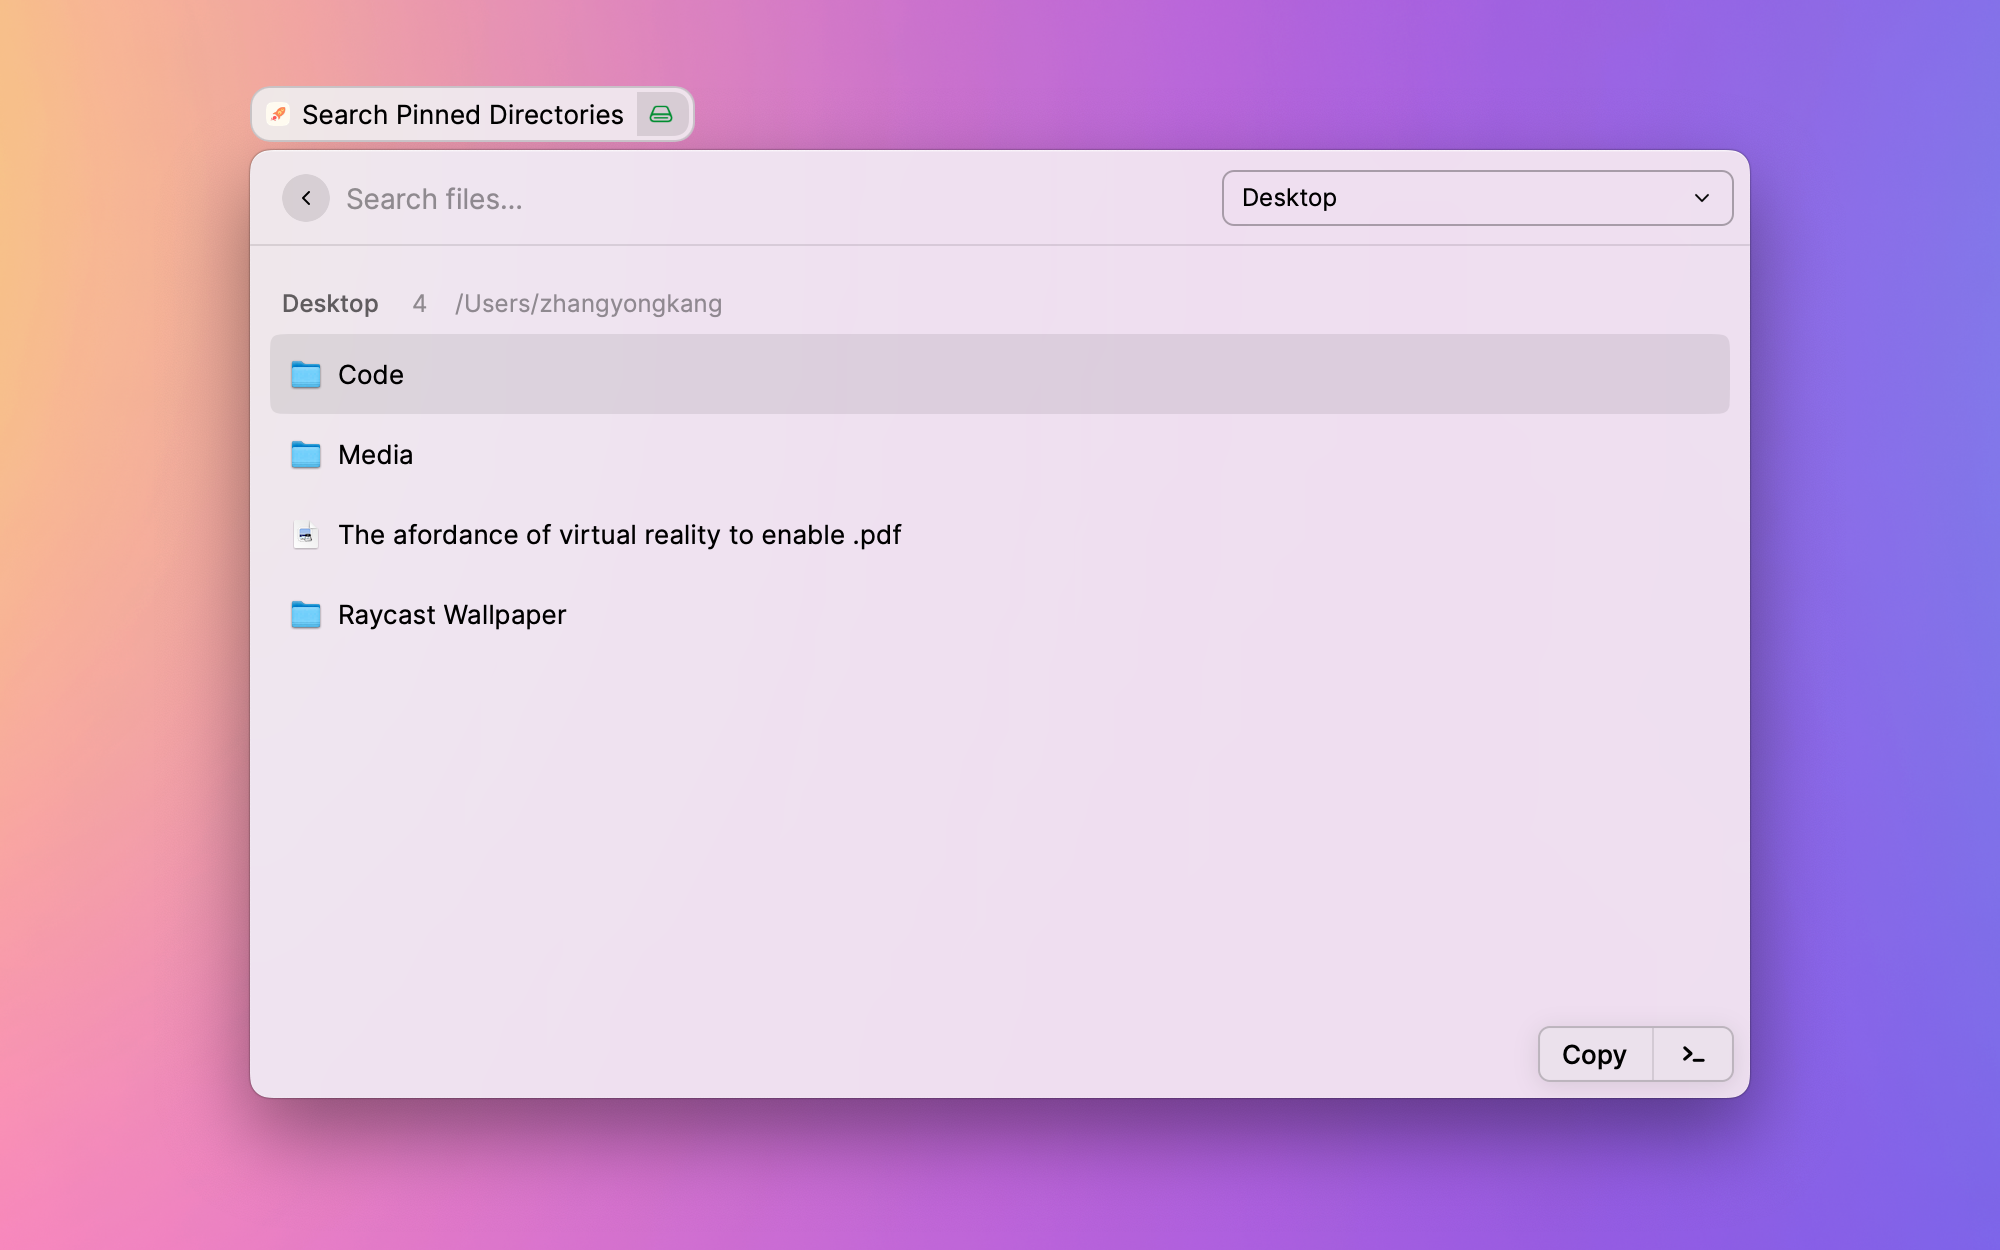 Search Pinned Directories
Search files...
Desktop
Desktop 4 /Users/zhangyongkang
Code
Media
The afordance of virtual reality to enable .pdf
Raycast Wallpaper
Copy >_